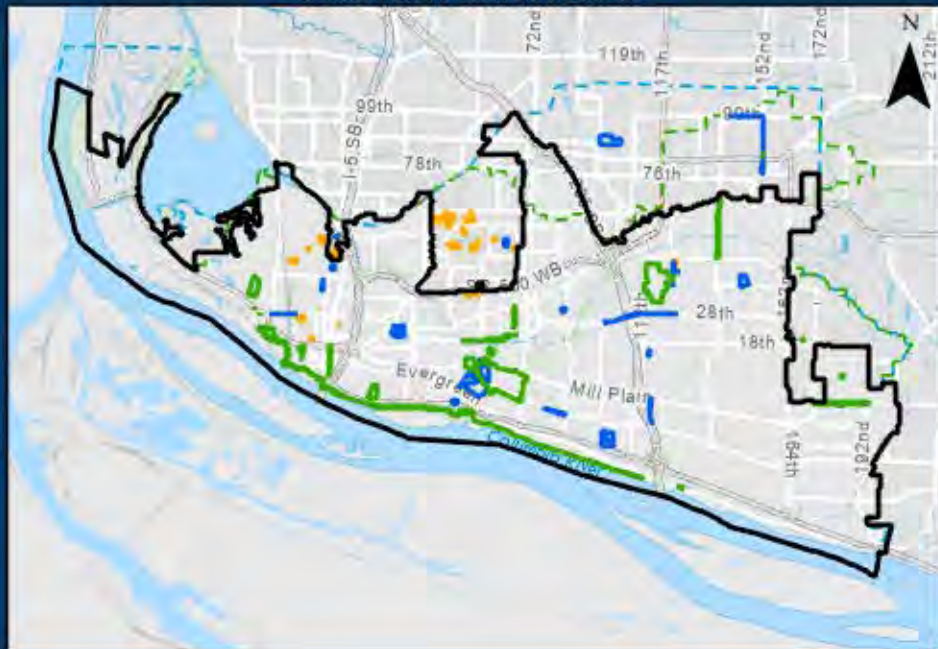 N
72nd
152nd
172nd
212th
119th
117th
99th
99th
I-5 SB
78th
76th
WB
28th
18th
Evergreen
Mill Plain
Columbia River
164th
192nd